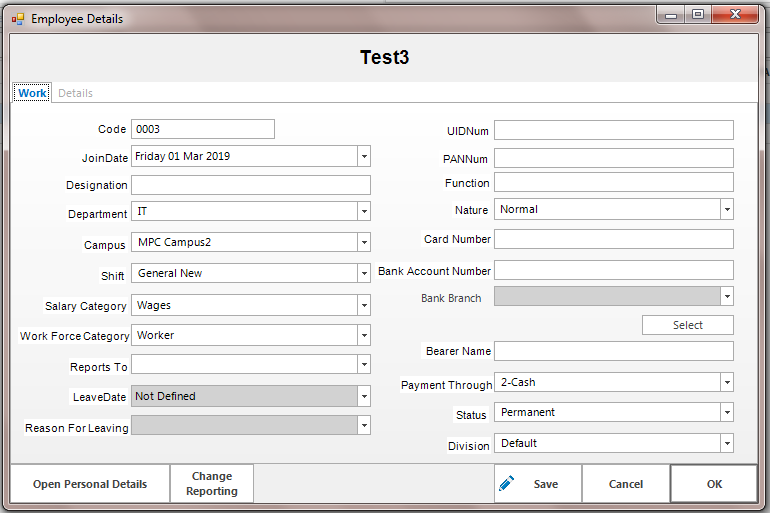 Employee Details
Test3
Work Details
Code 0003
JoinDate Friday 01 Mar 2019
Designation
Department IT
Campus MPC Campus2
Shift General New
Salary Category Wages
Work Force Category Worker
Reports To
LeaveDate Not Defined
Reason For Leaving
UIDNum
PANNum
Function
Nature Normal
Card Number
Bank Account Number
Bank Branch
Select
Bearer Name
Payment Through 2-Cash
Status Permanent
Division Default
Open Personal Details
Change
Reporting
Save
Cancel
OK